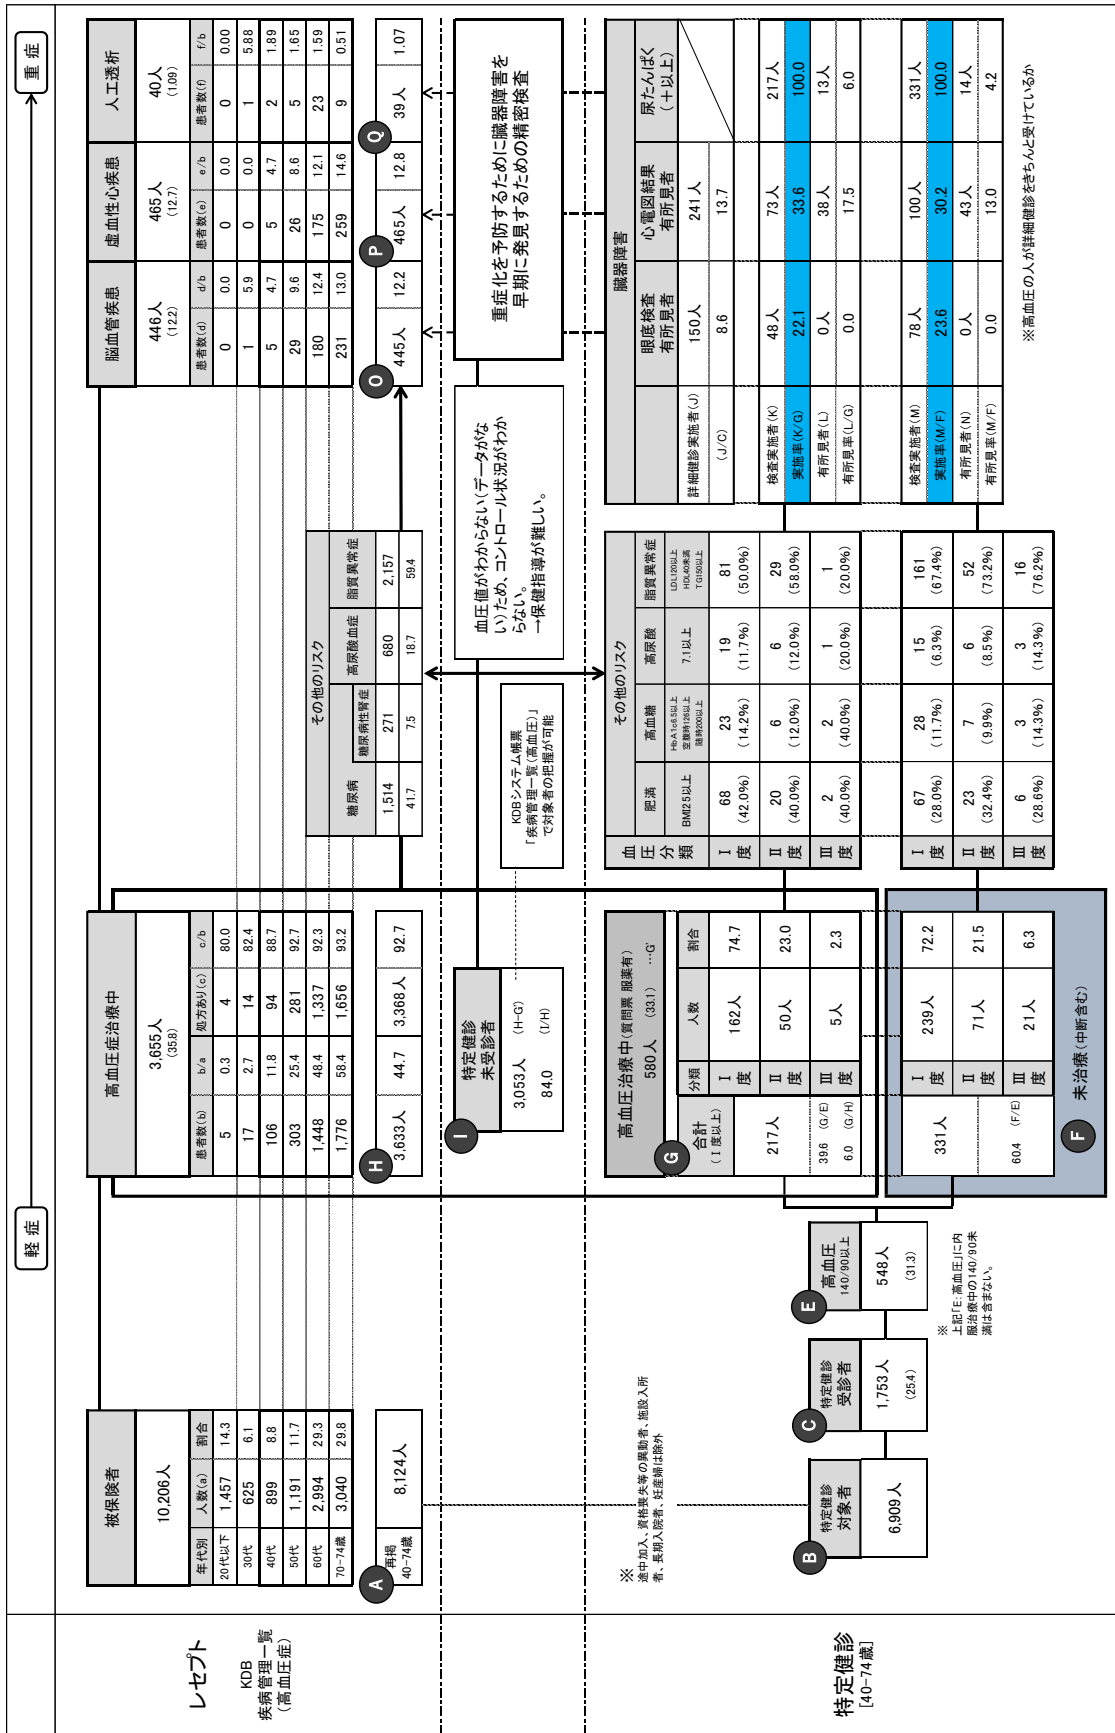 軽症
重症
レセプト
KDB
疾病管理一覧
(高血圧症)
被保険者
10,206人
年代別 人数(a) 割合
20代以下 1,457 14.3
30代 625 6.1
40代 899 8.8
50代 1,191 11.7
60代 2,994 29.3
70-74歳 3,040 29.8
A
再掲
40-74歳
8,124人
高血圧症治療中
3,655人
(35.8)
患者数(b) b/a 処方あり(c) c/b
5 0.3 4 80.0
17 2.7 14 82.4
106 11.8 94 88.7
303 25.4 281 92.7
1,448 48.4 1,337 92.3
1,776 58.4 1,656 93.2
H
3,633人 44.7 3,368人 92.7
その他のリスク
糖尿病 糖尿病性腎症 高尿酸血症 脂質異常症
1,514 271 680 2,157
41.7 7.5 18.7 59.4
脳血管疾患
446人
(12.2)
患者数(d) d/b
0 0.0
1 5.9
5 4.7
29 9.6
180 12.4
231 13.0
O
445人 12.2
虚血性心疾患
465人
(12.7)
患者数(e) e/b
0 0.0
0 0.0
5 4.7
26 8.6
175 12.1
259 14.6
P
465人 12.8
人工透析
40人
(1.09)
患者数(f) f/b
0 0.00
1 5.88
2 1.89
5 1.65
23 1.59
9 0.51
Q
39人 1.07
I
特定健診
未受診者
3,053人 (H-G')
84.0 (I/H)
KDBシステム帳票
「疾病管理一覧(高血圧)」
で対象者の把握が可能
血圧値がわからない(データがな
い)ため、コントロール状況がわか
らない。
→保健指導が難しい。
重症化を予防するために臓器障害を
早期に発見するための精密検査
特定健診
[40-74歳]
※
途中加入、資格喪失等の異動者、施設入所
者、長期入院者、妊産婦は除外
B
特定健診
対象者
6,909人
C
特定健診
受診者
1,753人
(25.4)
E
高血圧
140/90以上
548人
(31.3)
※
上記「E:高血圧」に内
服治療中の140/90未
満は含まない。
高血圧治療中(質問票 服薬有)
580人 (33.1) …G'
G
合計
(Ⅰ度以上)
分類 人数 割合
217人
39.6 (G/E)
6.0 (G/H)
Ⅰ度 162人 74.7
Ⅱ度 50人 23.0
Ⅲ度 5人 2.3
331人
60.4 (F/E)
Ⅰ度 239人 72.2
Ⅱ度 71人 21.5
Ⅲ度 21人 6.3
F
未治療(中断含む)
血圧分類
その他のリスク
肥満 高血糖 高尿酸 脂質異常症
BMI25以上
HbA1c6.5以上
空腹時126以上
随時200以上
7.1以上
LDL120以上
HDL40未満
TG150以上
Ⅰ度 68 23 19 81
(42.0%) (14.2%) (11.7%) (50.0%)
Ⅱ度 20 6 6 29
(40.0%) (12.0%) (12.0%) (58.0%)
Ⅲ度 2 2 1 1
(40.0%) (40.0%) (20.0%) (20.0%)
Ⅰ度 67 28 15 161
(28.0%) (11.7%) (6.3%) (67.4%)
Ⅱ度 23 7 6 52
(32.4%) (9.9%) (8.5%) (73.2%)
Ⅲ度 6 3 3 16
(28.6%) (14.3%) (14.3%) (76.2%)
臓器障害
眼底検査
有所見者
心電図結果
有所見者
尿たんぱく
(+以上)
詳細健診実施者(J) 150人 241人
(J/C) 8.6 13.7
検査実施者(K) 48人 73人 217人
実施率(K/G) 22.1 33.6 100.0
有所見者(L) 0人 38人 13人
有所見率(L/G) 0.0 17.5 6.0
検査実施者(M) 78人 100人 331人
実施率(M/F) 23.6 30.2 100.0
有所見者(N) 0人 43人 14人
有所見率(M/F) 0.0 13.0 4.2
※高血圧の人が詳細健診をきちんと受けているか